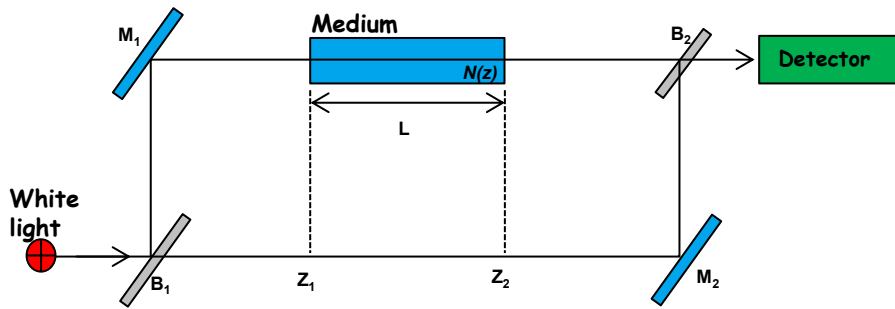 Medium
M1
B2
N(z)
Detector
L
White
light
B1
Z1
Z2
M2